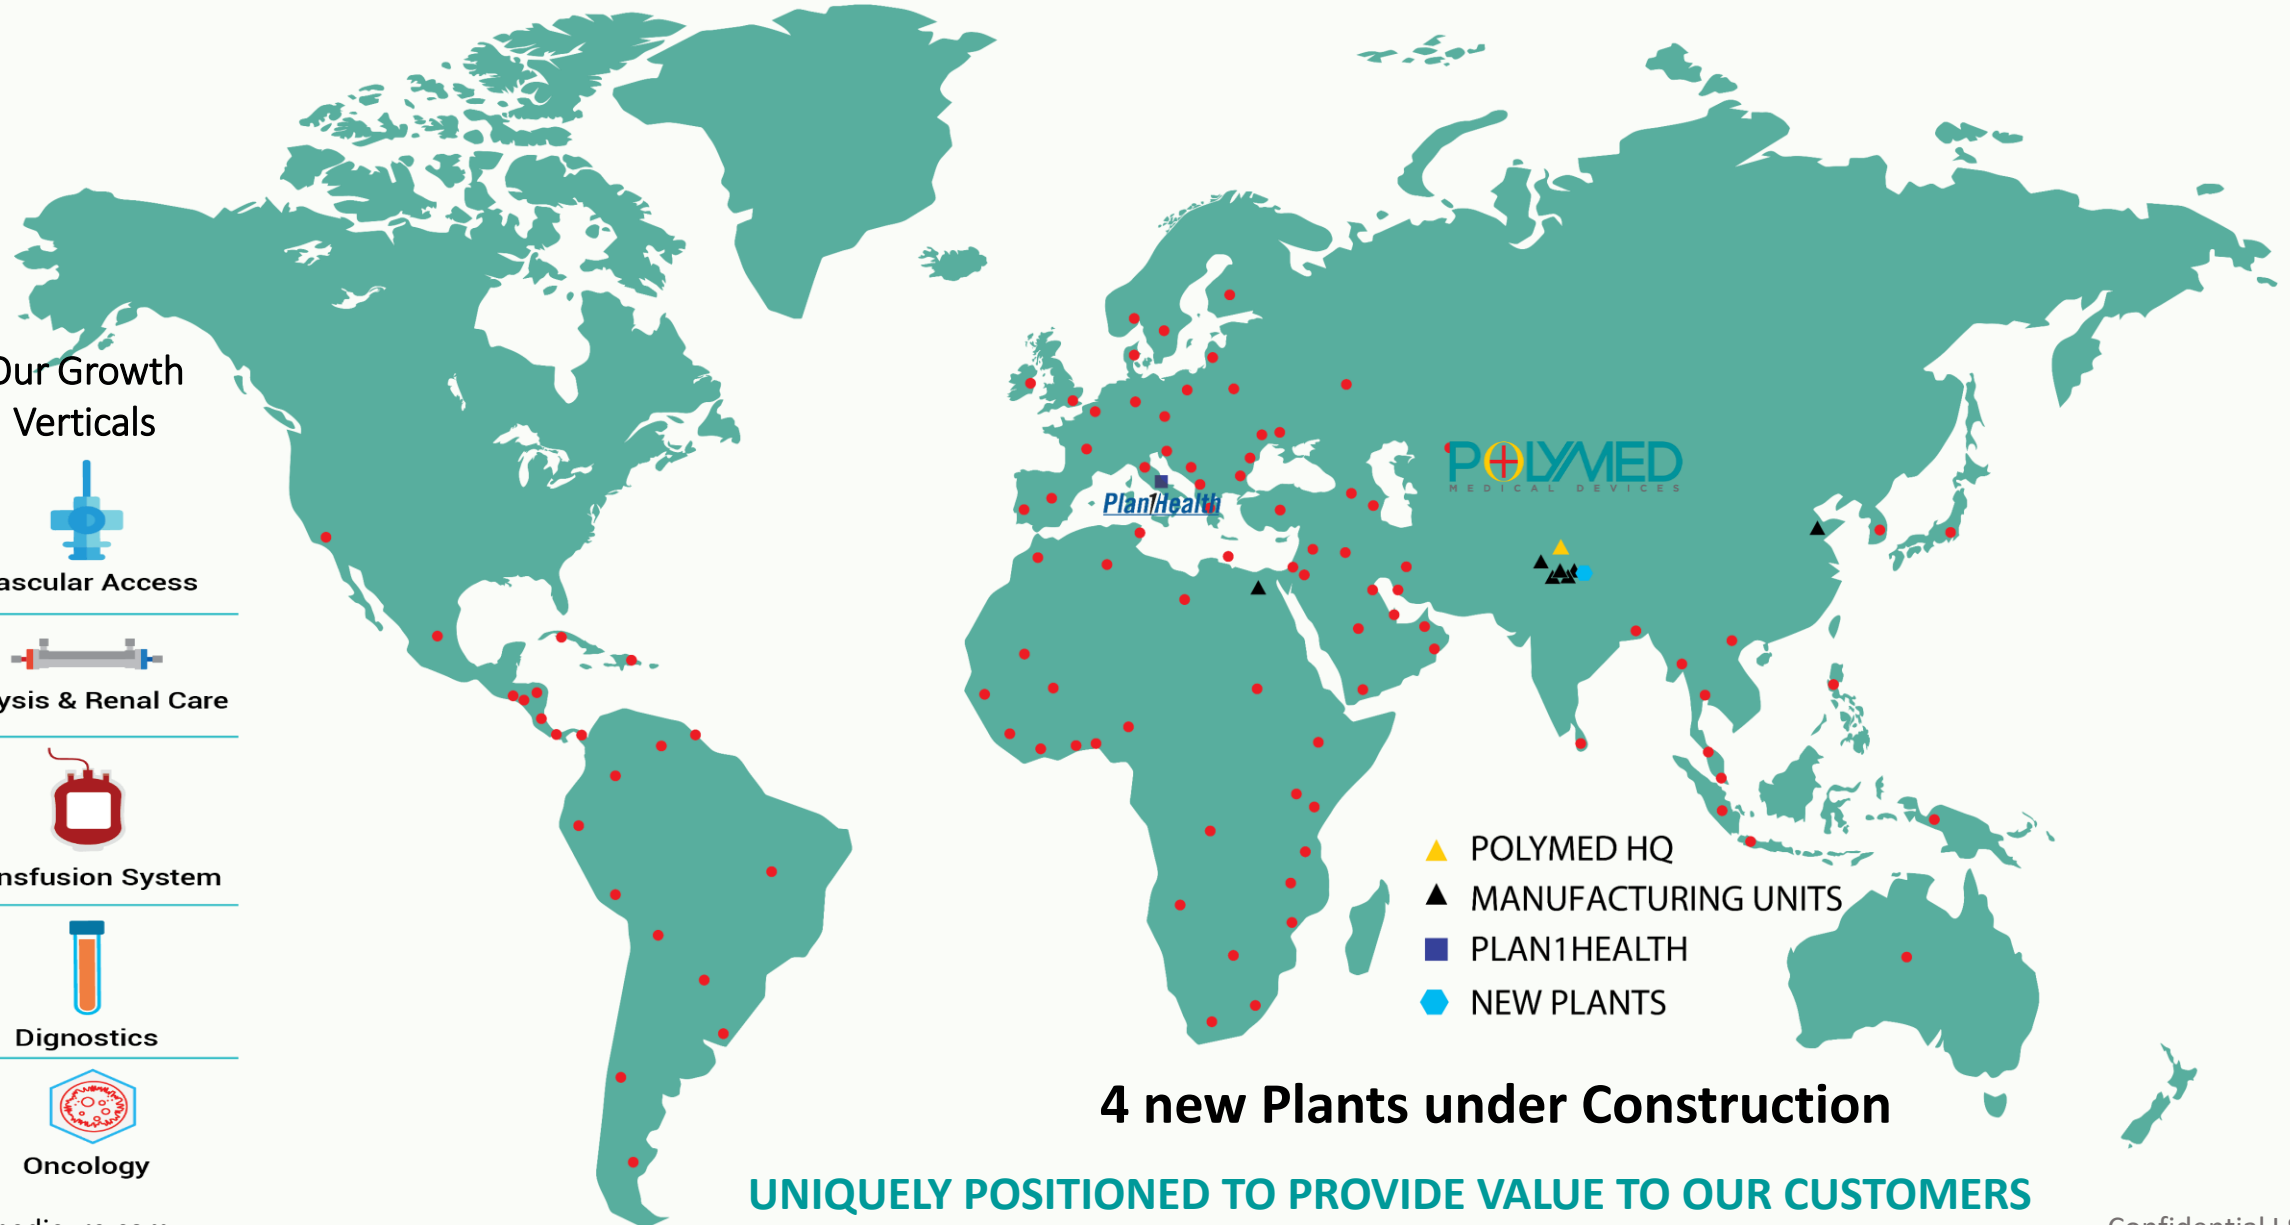 Our Growth
Verticals
ascular Access
ysis & Renal Care
nsfusion System
Dignostics
Oncology
POLYMED
MEDICAL DEVICES
Plan1Health
POLYMED HQ
MANUFACTURING UNITS
PLAN1HEALTH
NEW PLANTS
4 new Plants under Construction
UNIQUELY POSITIONED TO PROVIDE VALUE TO OUR CUSTOMERS
Confidential